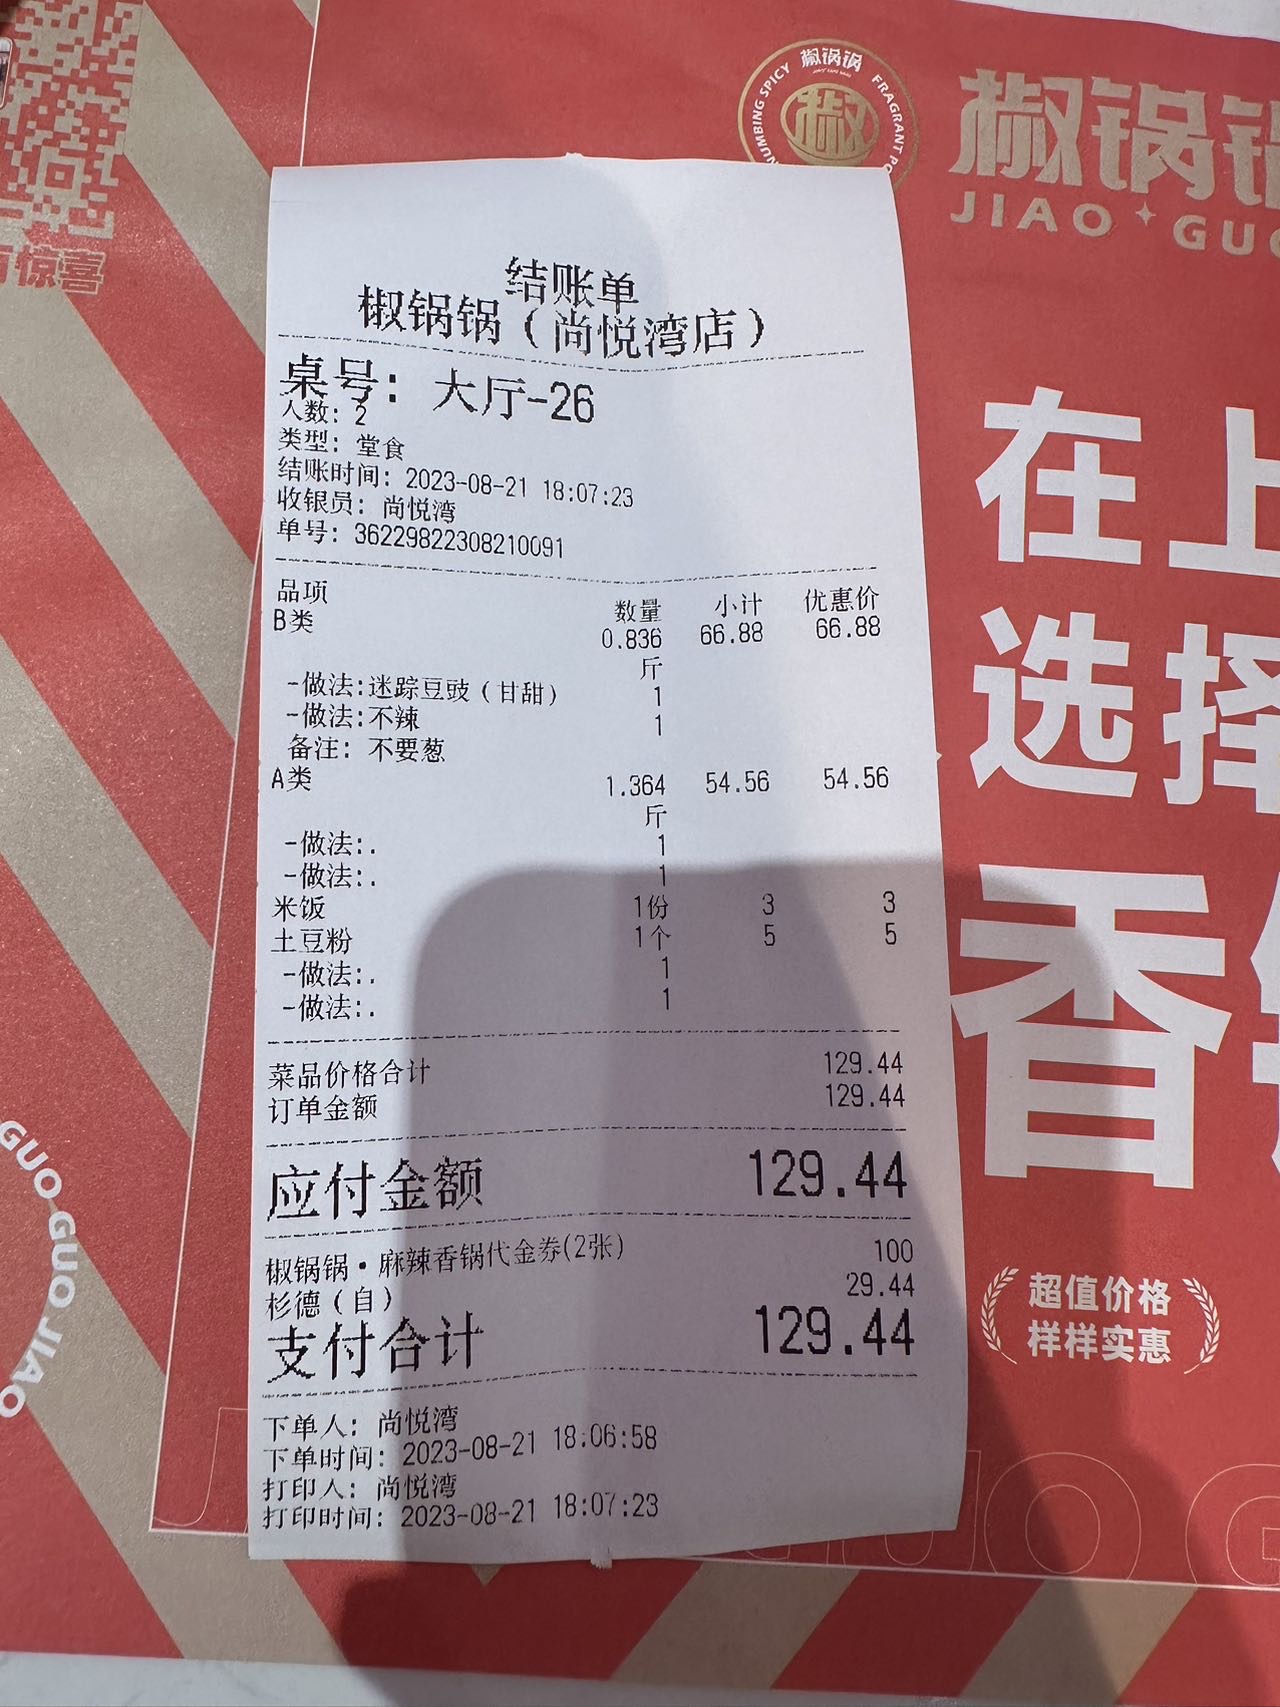 椒锅锅
NUMBING SPICY
FRAGRANT PO
椒
椒锅
JIAO GUO
惊喜
结账单
椒锅锅（尚悦湾店）
桌号：大厅-26
人数：2
类型：堂食
结账时间：2023-08-21 18:07:23
收银员：尚悦湾
单号：36229822308210091
品项 数量 小计 优惠价
B类 0.836 66.88 66.88
斤
-做法:迷踪豆豉（甘甜） 1
-做法:不辣 1
备注：不要葱
A类 1.364 54.56 54.56
斤
-做法:. 1
-做法:. 1
米饭 1份 3 3
土豆粉 1个 5 5
-做法:. 1
-做法:. 1
菜品价格合计 129.44
订单金额 129.44
应付金额 129.44
椒锅锅·麻辣香锅代金券(2张) 100
杉德（自） 29.44
支付合计 129.44
下单人：尚悦湾
下单时间：2023-08-21 18:06:58
打印人：尚悦湾
打印时间：2023-08-21 18:07:23
在上
选择
香
超值价格
样样实惠
GUO GUO JIAO